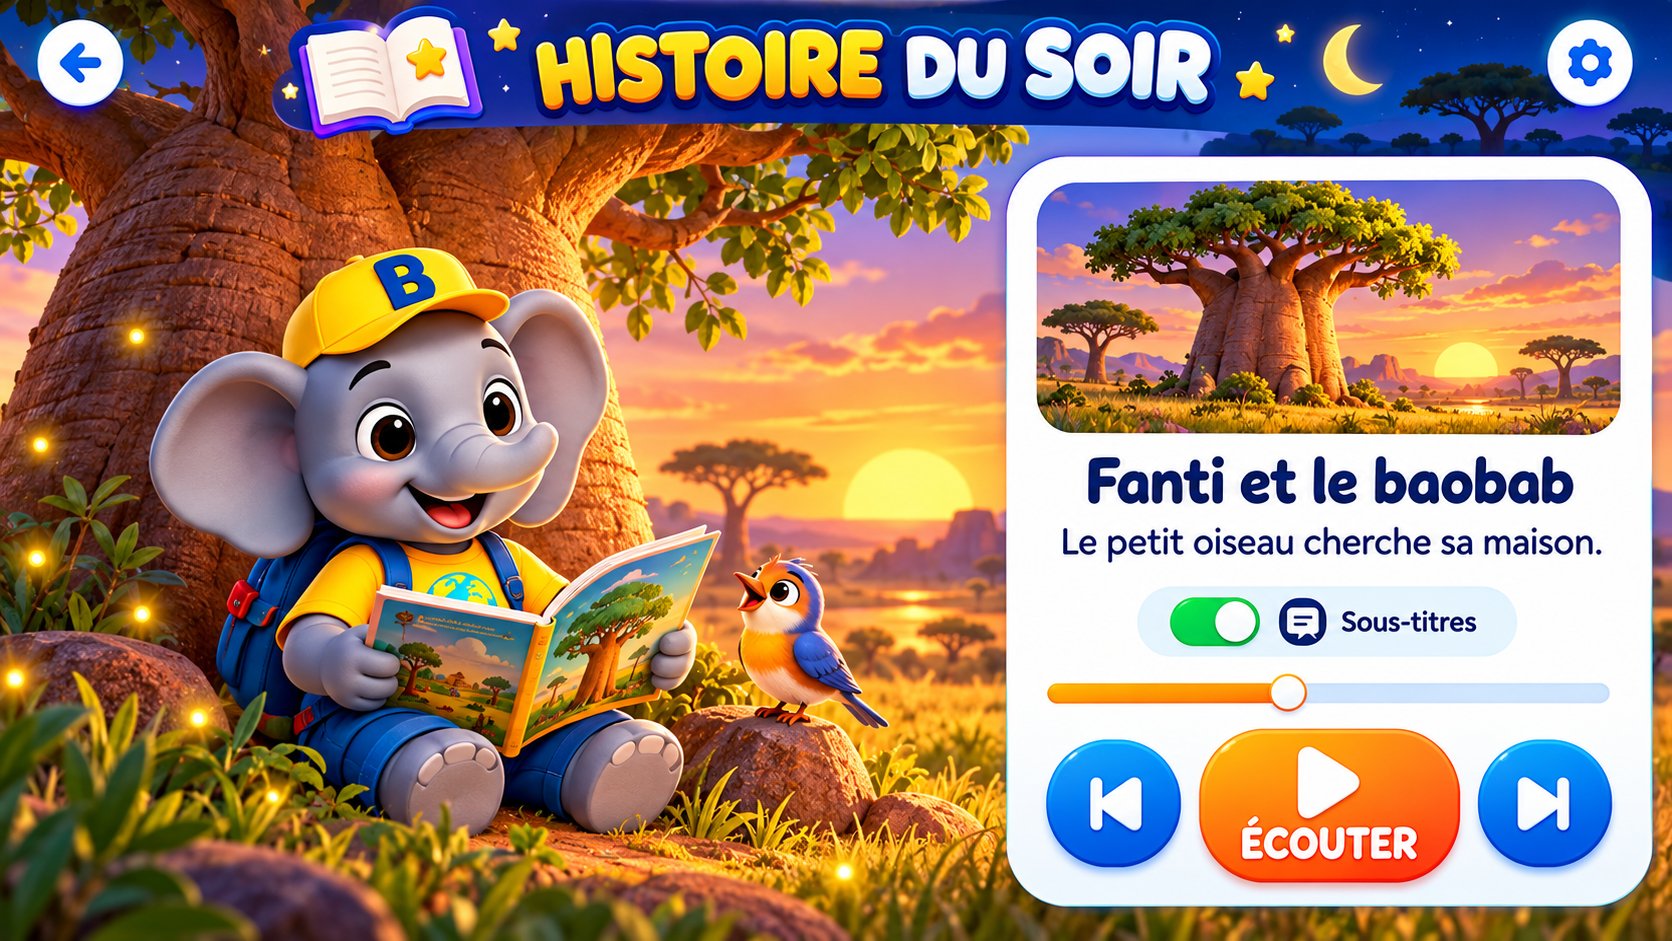 HISTOIRE DU SOIR
B
Fanti et le baobab
Le petit oiseau cherche sa maison.
Sous-titres
ÉCOUTER